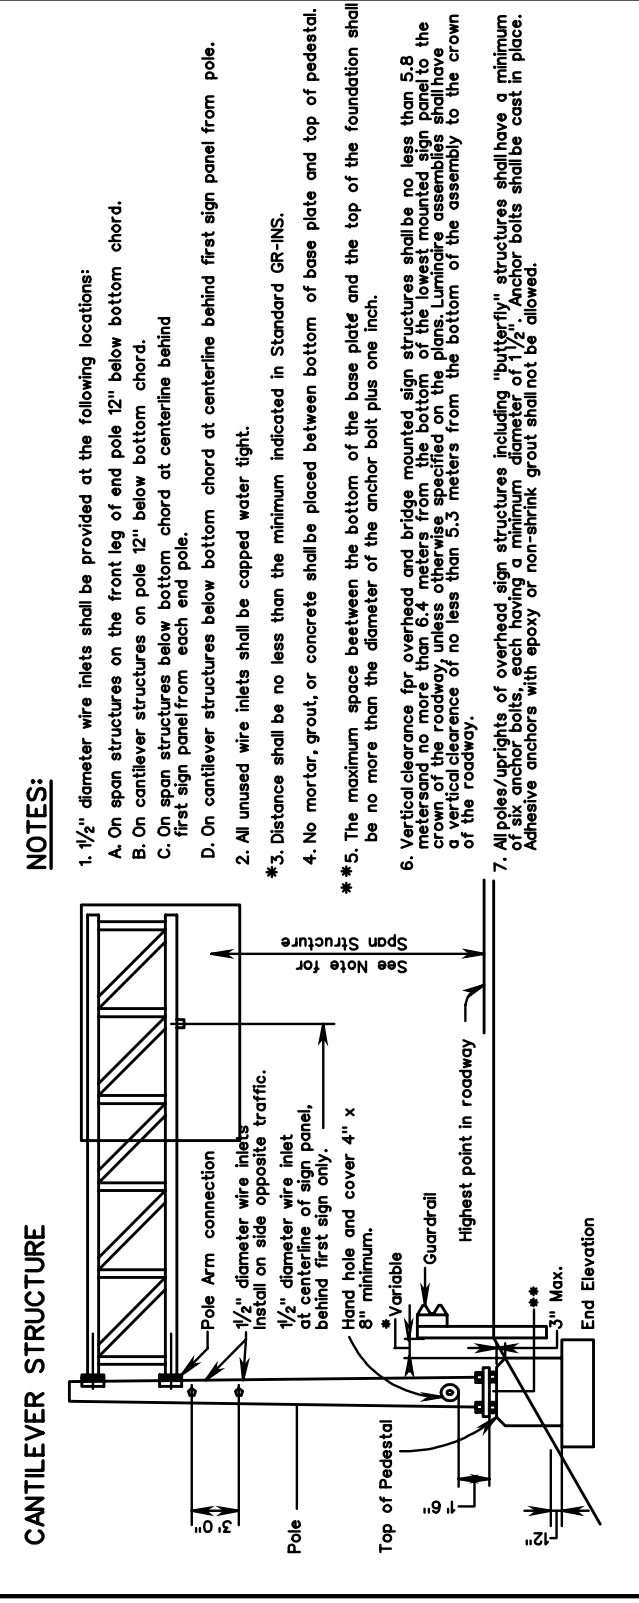 CANTILEVER STRUCTURE
Pole Arm connection
1 1/2" diameter wire inlets
Install on side opposite traffic.
1 1/2" diameter wire inlet
at centerline of sign panel,
behind first sign only.
Hand hole and cover 4" x
8" minimum.
*Variable
Guardrail
Highest point in roadway
See Note for
Span Structure
3' 0"
Pole
Top of Pedestal
1' 6"
12"
**
3" Max.
End Elevation
NOTES:
1. 1 1/2" diameter wire inlets shall be provided at the following locations:
A. On span structures on the front leg of end pole 12" below bottom chord.
B. On cantilever structures on pole 12" below bottom chord.
C. On span structures below bottom chord at centerline behind
first sign panel from each end pole.
D. On cantilever structures below bottom chord at centerline behind first sign panel from pole.
2. All unused wire inlets shall be capped water tight.
*3. Distance shall be no less than the minimum indicated in Standard GR-INS.
4. No mortar, grout, or concrete shall be placed between bottom of base plate and top of pedestal.
**5. The maximum space beetween the bottom of the base plate and the top of the foundation shall
be no more than the diameter of the anchor bolt plus one inch.
6. Vertical clearance fpr overhead and bridge mounted sign structures shall be no less than 5.8
metersand no more than 6.4 meters from the bottom of the lowest mounted sign panel to the
crown of the roadway, unless otherwise specified on the plans. Luminaire assemblies shall have
a vertical clearence of no less than 5.3 meters from the bottom of the assembly to the crown
of the roadway.
7. All poles/uprights of overhead sign structures including "butterfly" structures shall have a minimum
of six anchor bolts, each having a minimum diameter of 1 1/2". Anchor bolts shall be cast in place.
Adhesive anchors with epoxy or non-shrink grout shall not be allowed.